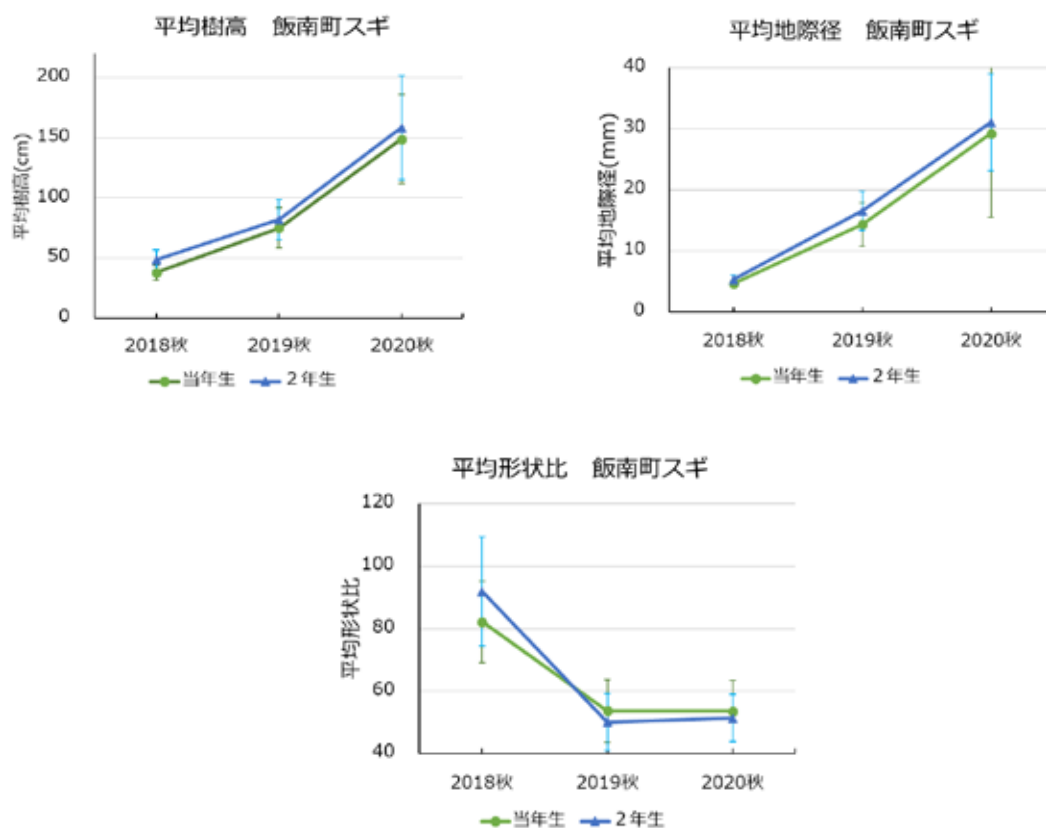 平均樹高　飯南町スギ
平均樹高(cm)
200
150
100
50
0
2018秋 2019秋 2020秋
当年生 ２年生
平均地際径　飯南町スギ
平均地際径(mm)
40
30
20
10
0
2018秋 2019秋 2020秋
当年生 ２年生
平均形状比　飯南町スギ
平均形状比
120
100
80
60
40
2018秋 2019秋 2020秋
当年生 ２年生